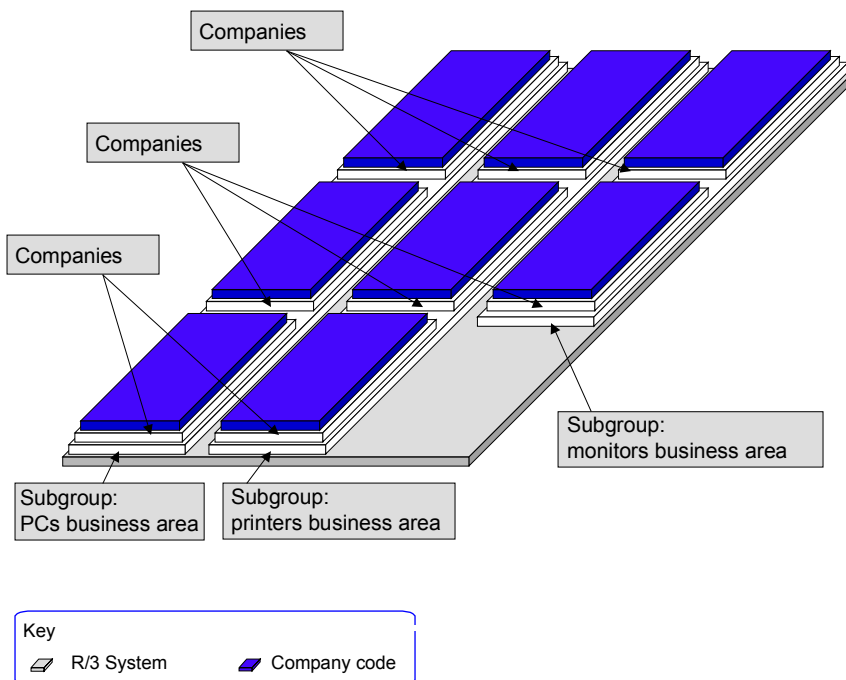 Companies
Companies
Companies
Subgroup:
monitors business area
Subgroup:
PCs business area
Subgroup:
printers business area
Key
R/3 System
Company code